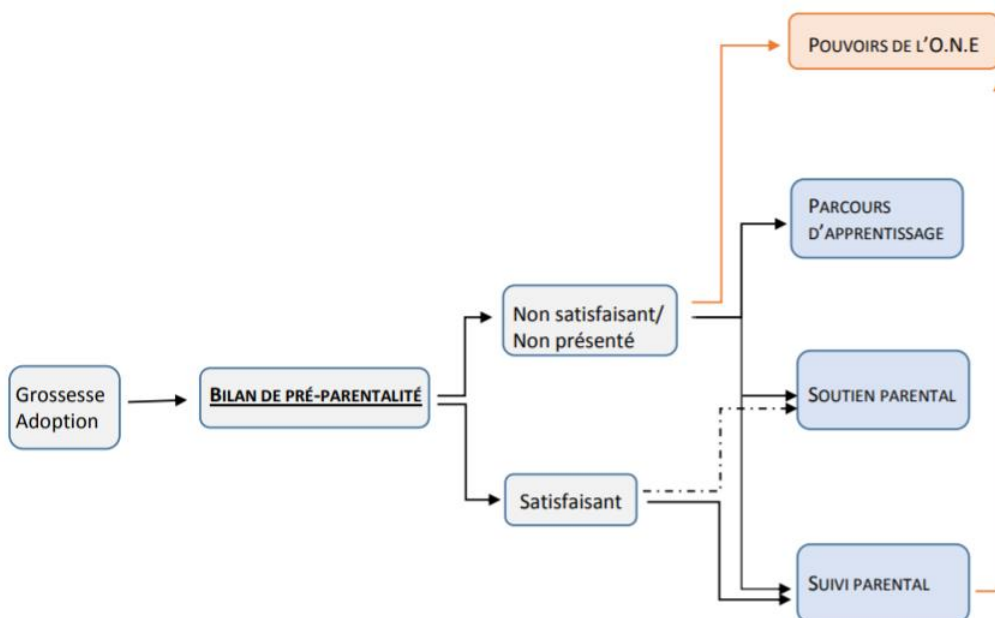 POUVOIRS DE L'O.N.E
PARCOURS
D'APPRENTISSAGE
Non satisfaisant/
Non présenté
Grossesse
Adoption
BILAN DE PRÉ-PARENTALITÉ
SOUTIEN PARENTAL
Satisfaisant
SUIVI PARENTAL